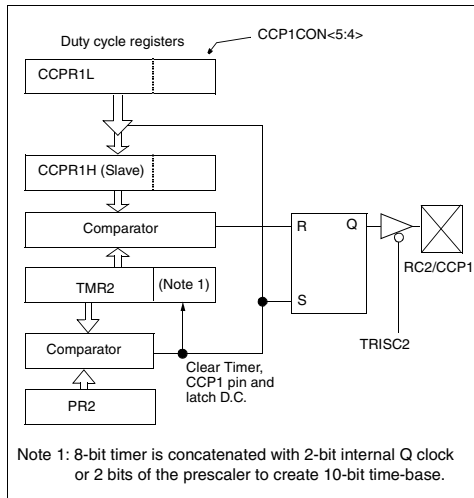 Duty cycle registers
CCP1CON<5:4>
CCPR1L
CCPR1H (Slave)
Comparator
R
Q
RC2/CCP1
TMR2
(Note 1)
S
TRISC2
Comparator
Clear Timer,
CCP1 pin and
latch D.C.
PR2
Note 1: 8-bit timer is concatenated with 2-bit internal Q clock
or 2 bits of the prescaler to create 10-bit time-base.